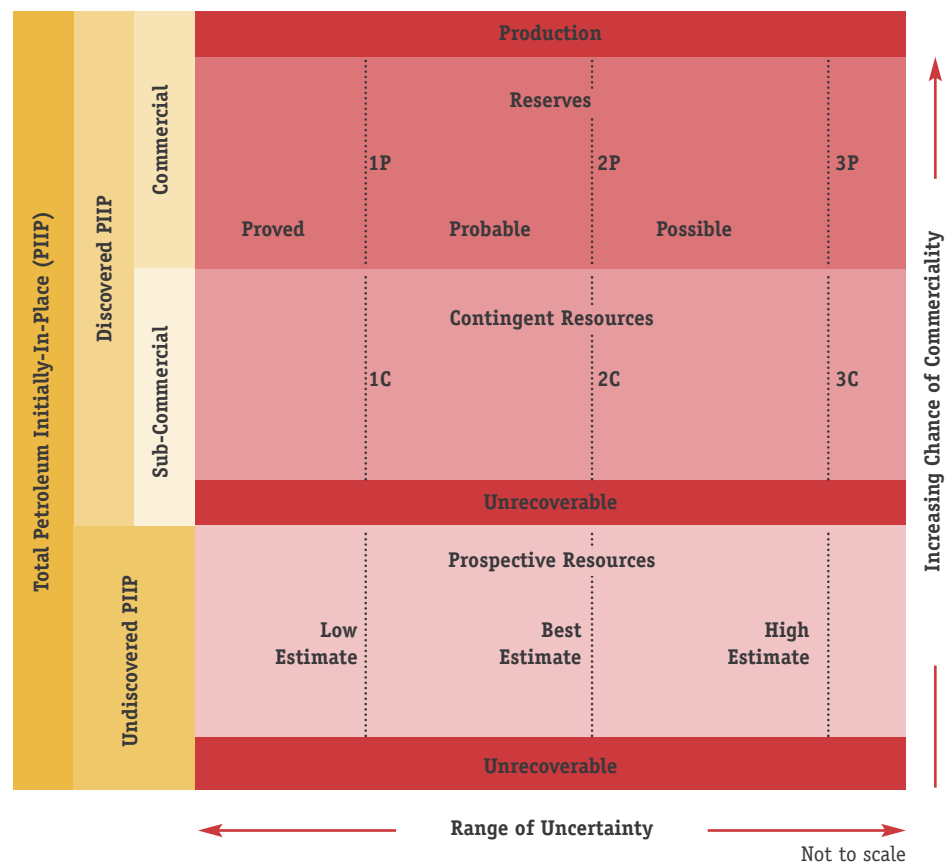 Production
Reserves
1P
2P
3P
Proved
Probable
Possible
Contingent Resources
1C
2C
3C
Unrecoverable
Prospective Resources
Low
Estimate
Best
Estimate
High
Estimate
Unrecoverable
Total Petroleum Initially-In-Place (PIIP)
Discovered PIIP
Undiscovered PIIP
Commercial
Sub-Commercial
Increasing Chance of Commerciality
Range of Uncertainty
Not to scale